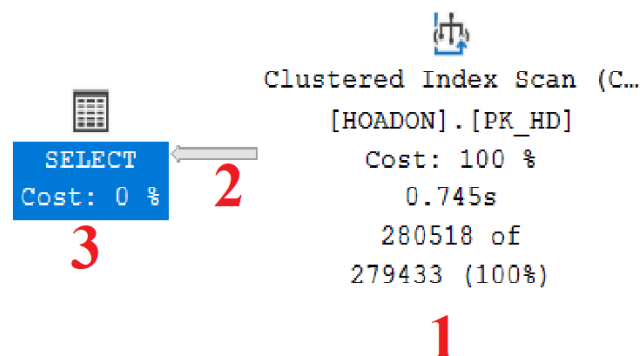 Clustered Index Scan (C…
[HOADON].[PK_HD]
Cost: 100 %
0.745s
280518 of
279433 (100%)
1
2
SELECT
Cost: 0 %
3